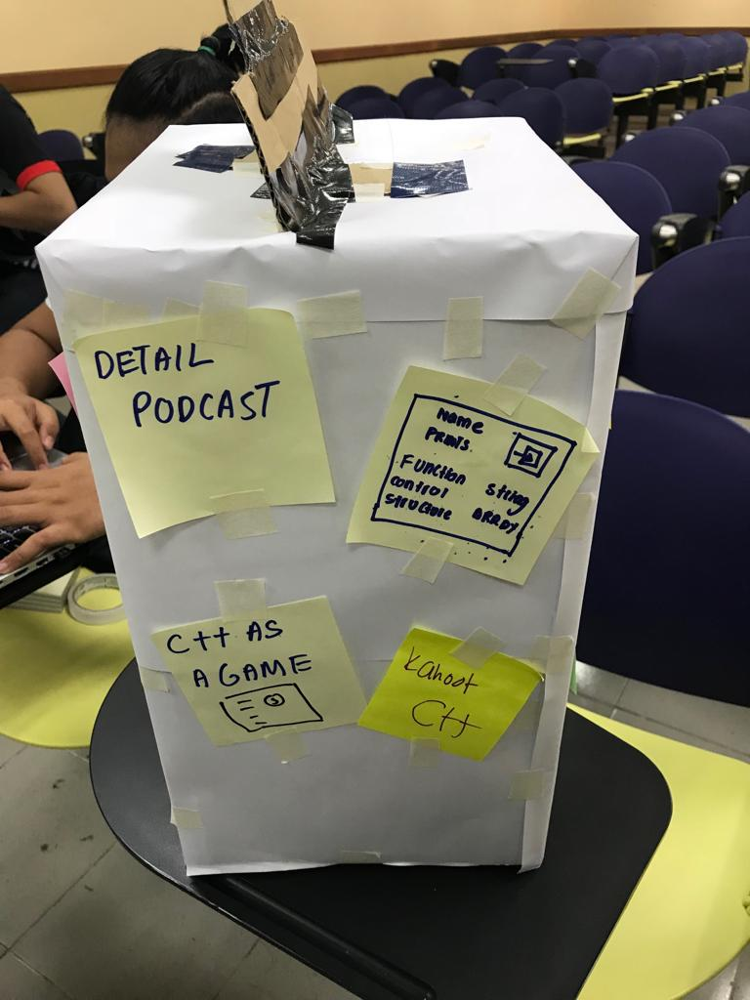 DETAIL
PODCAST
Name
PRINTS
Function string
control
structure ARRAY
C++ AS
A GAME
Kahoot
C++